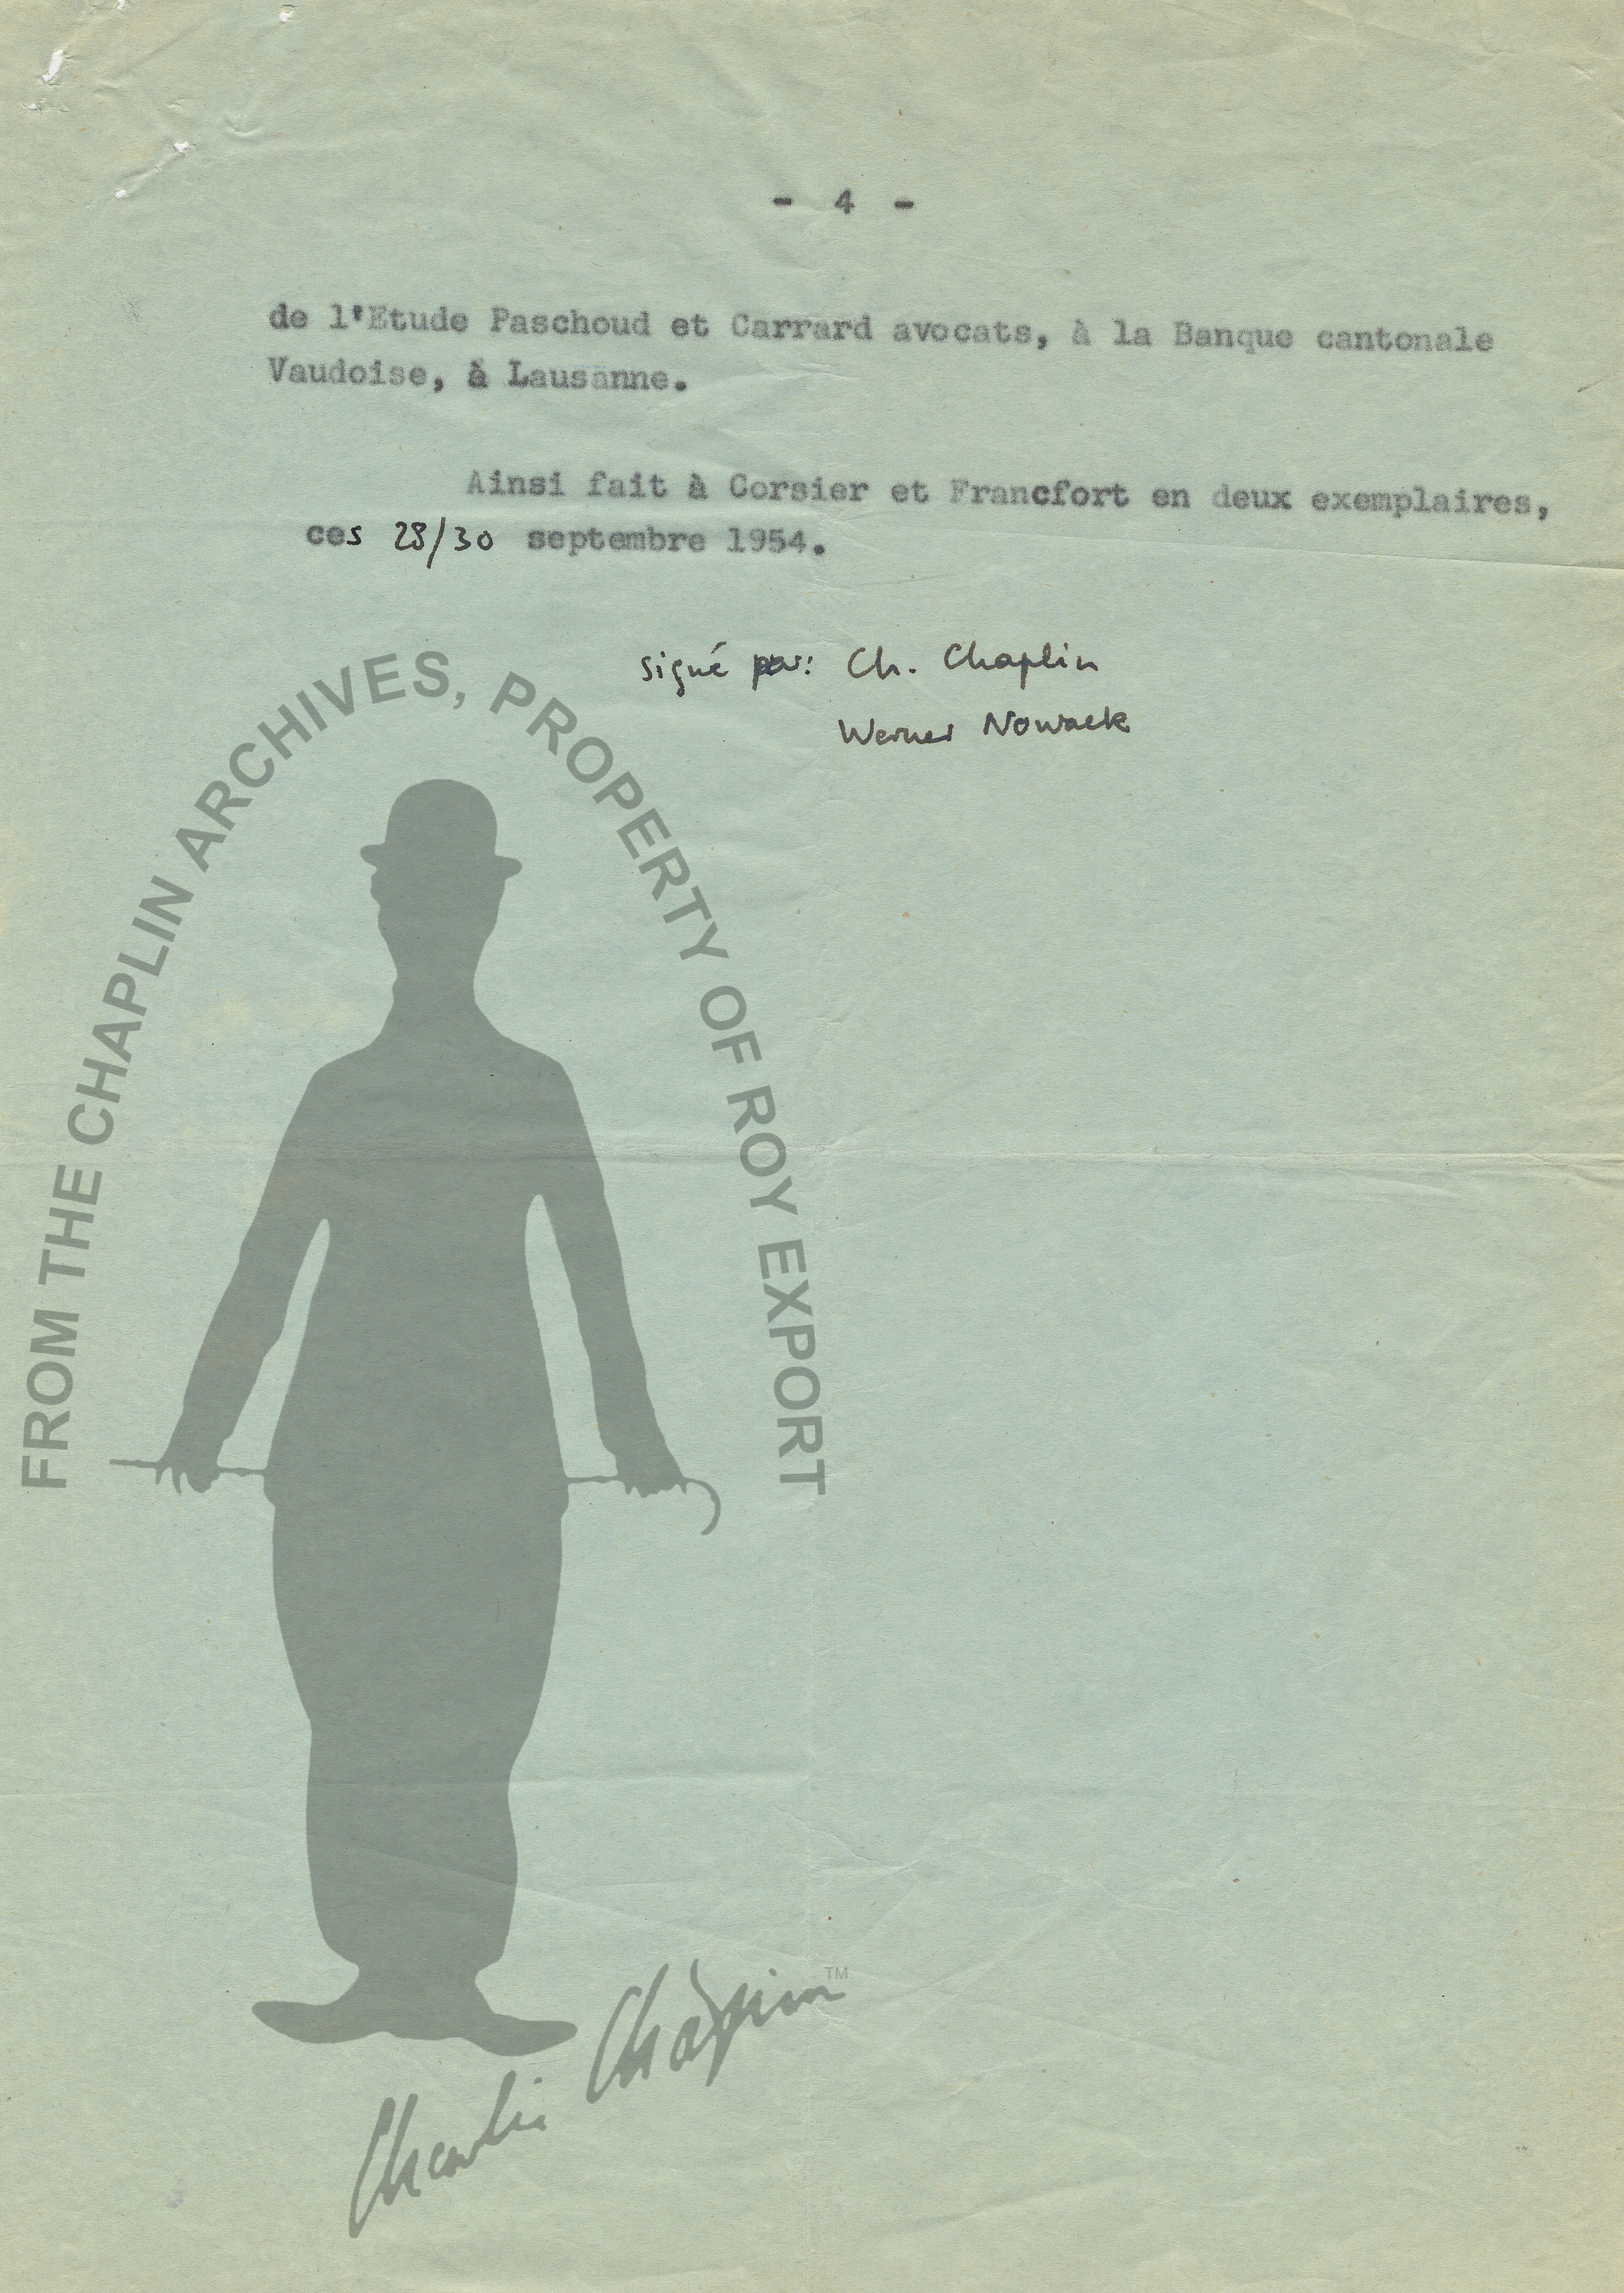 - 4 -
de l'Etude Paschoud et Carrard avocats, à la Banque cantonale
Vaudoise, à Lausanne.
Ainsi fait à Corsier et Francfort en deux exemplaires,
ces 28/30 septembre 1954.
signé par: Ch. Chaplin
Werner Nowack
FROM THE CHAPLIN ARCHIVES, PROPERTY OF ROY EXPORT
Charlie Chaplin TM